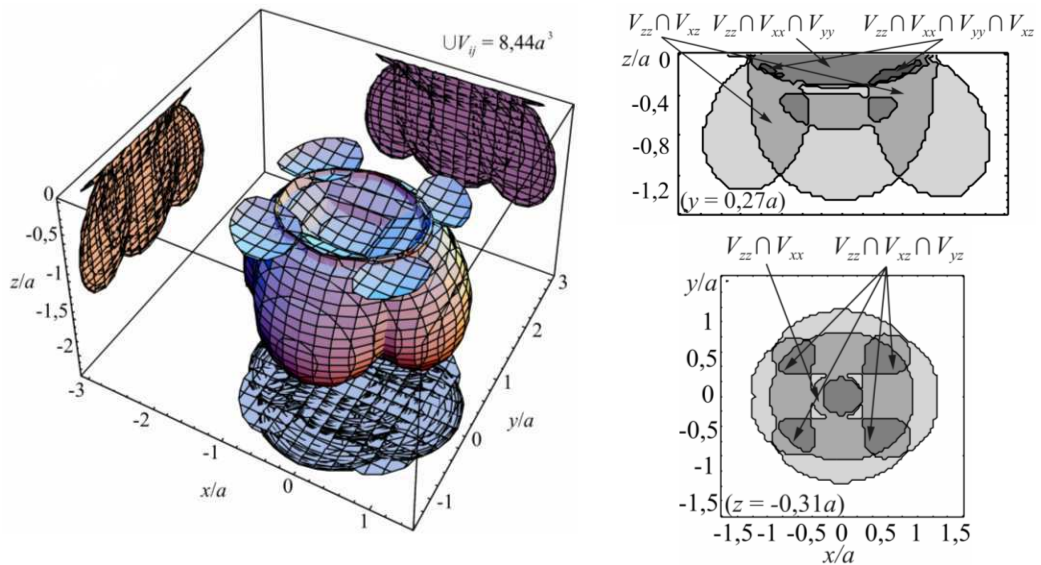 ∪V_ij = 8,44a³
0
-0,5
-1
-1,5
-2
z/a
-3
-2
-1
0
1
x/a
-1
0
1
2
3
y/a
V_zz∩V_xz V_zz∩V_xx∩V_yy V_zz∩V_xx∩V_yy∩V_xz
z/a
0
-0,4
-0,8
-1,2
(y = 0,27a)
V_zz∩V_xx V_zz∩V_xz∩V_yz
y/a
1
0,5
0
-0,5
-1
-1,5
(z = -0,31a)
-1,5 -1 -0,5 0 0,5 1 1,5
x/a